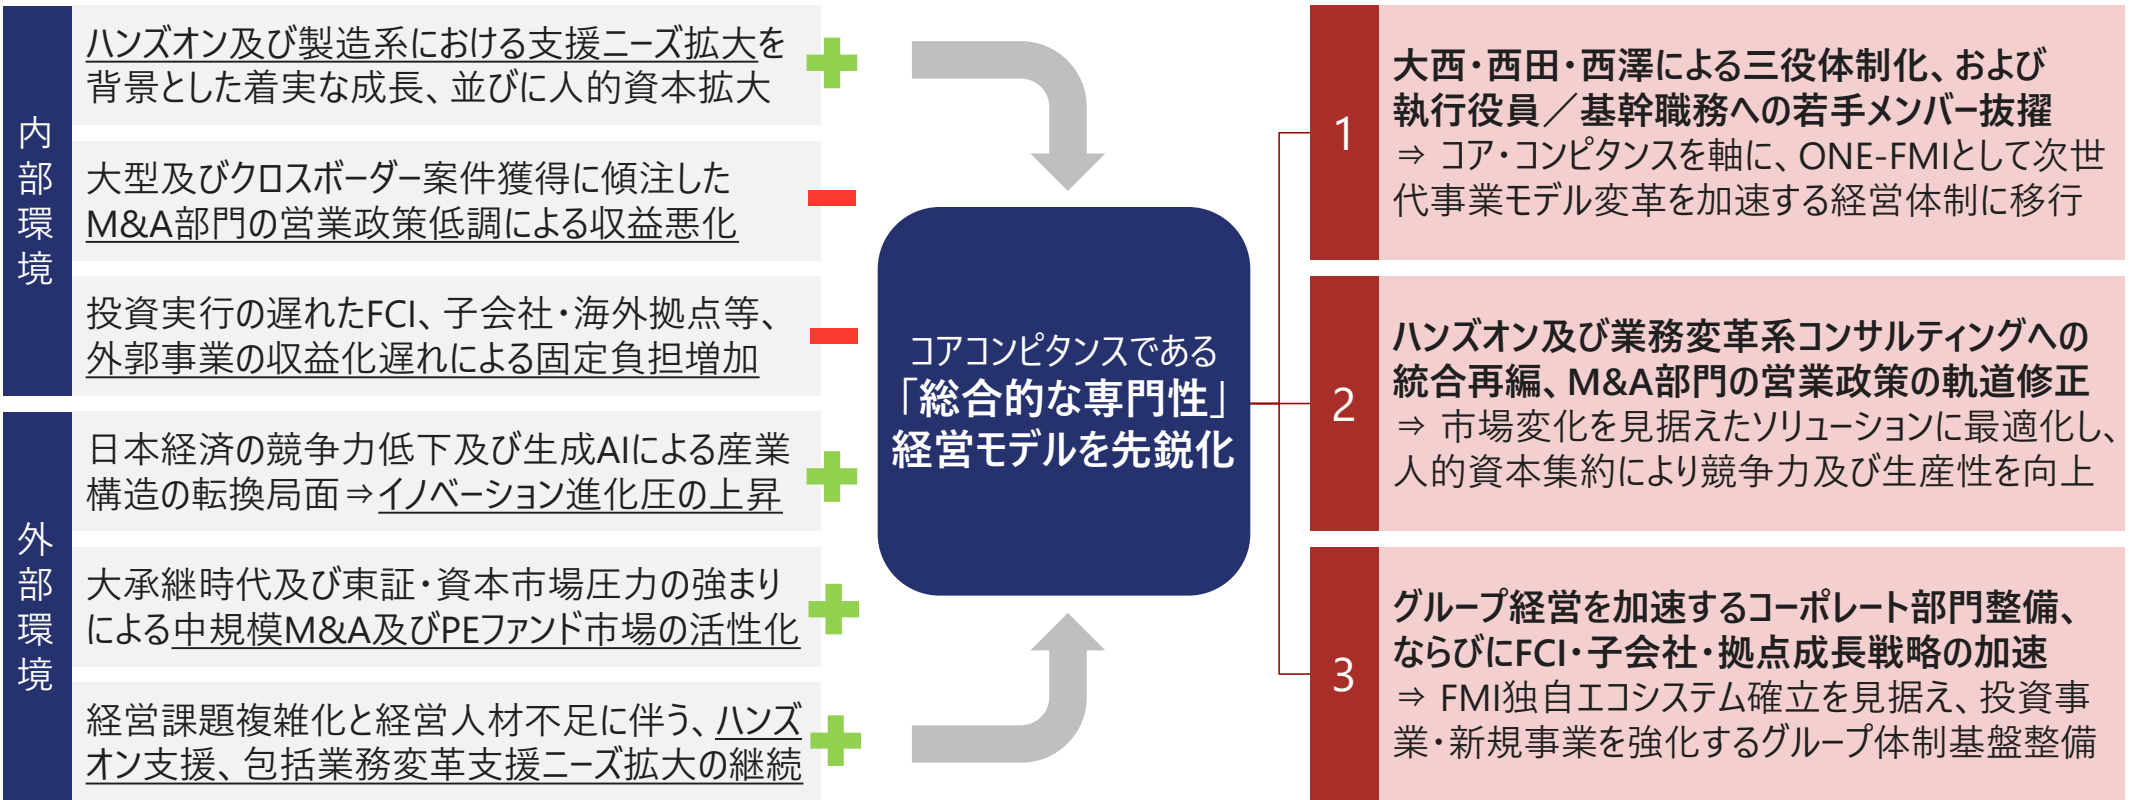 内部環境
ハンズオン及び製造系における支援ニーズ拡大を
背景とした着実な成長、並びに人的資本拡大
大型及びクロスボーダー案件獲得に傾注した
M&A部門の営業政策低調による収益悪化
投資実行の遅れたFCI、子会社・海外拠点等、
外郭事業の収益化遅れによる固定負担増加
外部環境
日本経済の競争力低下及び生成AIによる産業
構造の転換局面⇒イノベーション進化圧の上昇
大承継時代及び東証・資本市場圧力の強まり
による中規模M&A及びPEファンド市場の活性化
経営課題複雑化と経営人材不足に伴う、ハンズ
オン支援、包括業務変革支援ニーズ拡大の継続
コアコンピタンスである
「総合的な専門性」
経営モデルを先鋭化
1
大西・西田・西澤による三役体制化、および
執行役員／基幹職務への若手メンバー抜擢
⇒ コア・コンピタンスを軸に、ONE-FMIとして次世
代事業モデル変革を加速する経営体制に移行
2
ハンズオン及び業務変革系コンサルティングへの
統合再編、M&A部門の営業政策の軌道修正
⇒ 市場変化を見据えたソリューションに最適化し、
人的資本集約により競争力及び生産性を向上
3
グループ経営を加速するコーポレート部門整備、
ならびにFCI・子会社・拠点成長戦略の加速
⇒ FMI独自エコシステム確立を見据え、投資事
業・新規事業を強化するグループ体制基盤整備